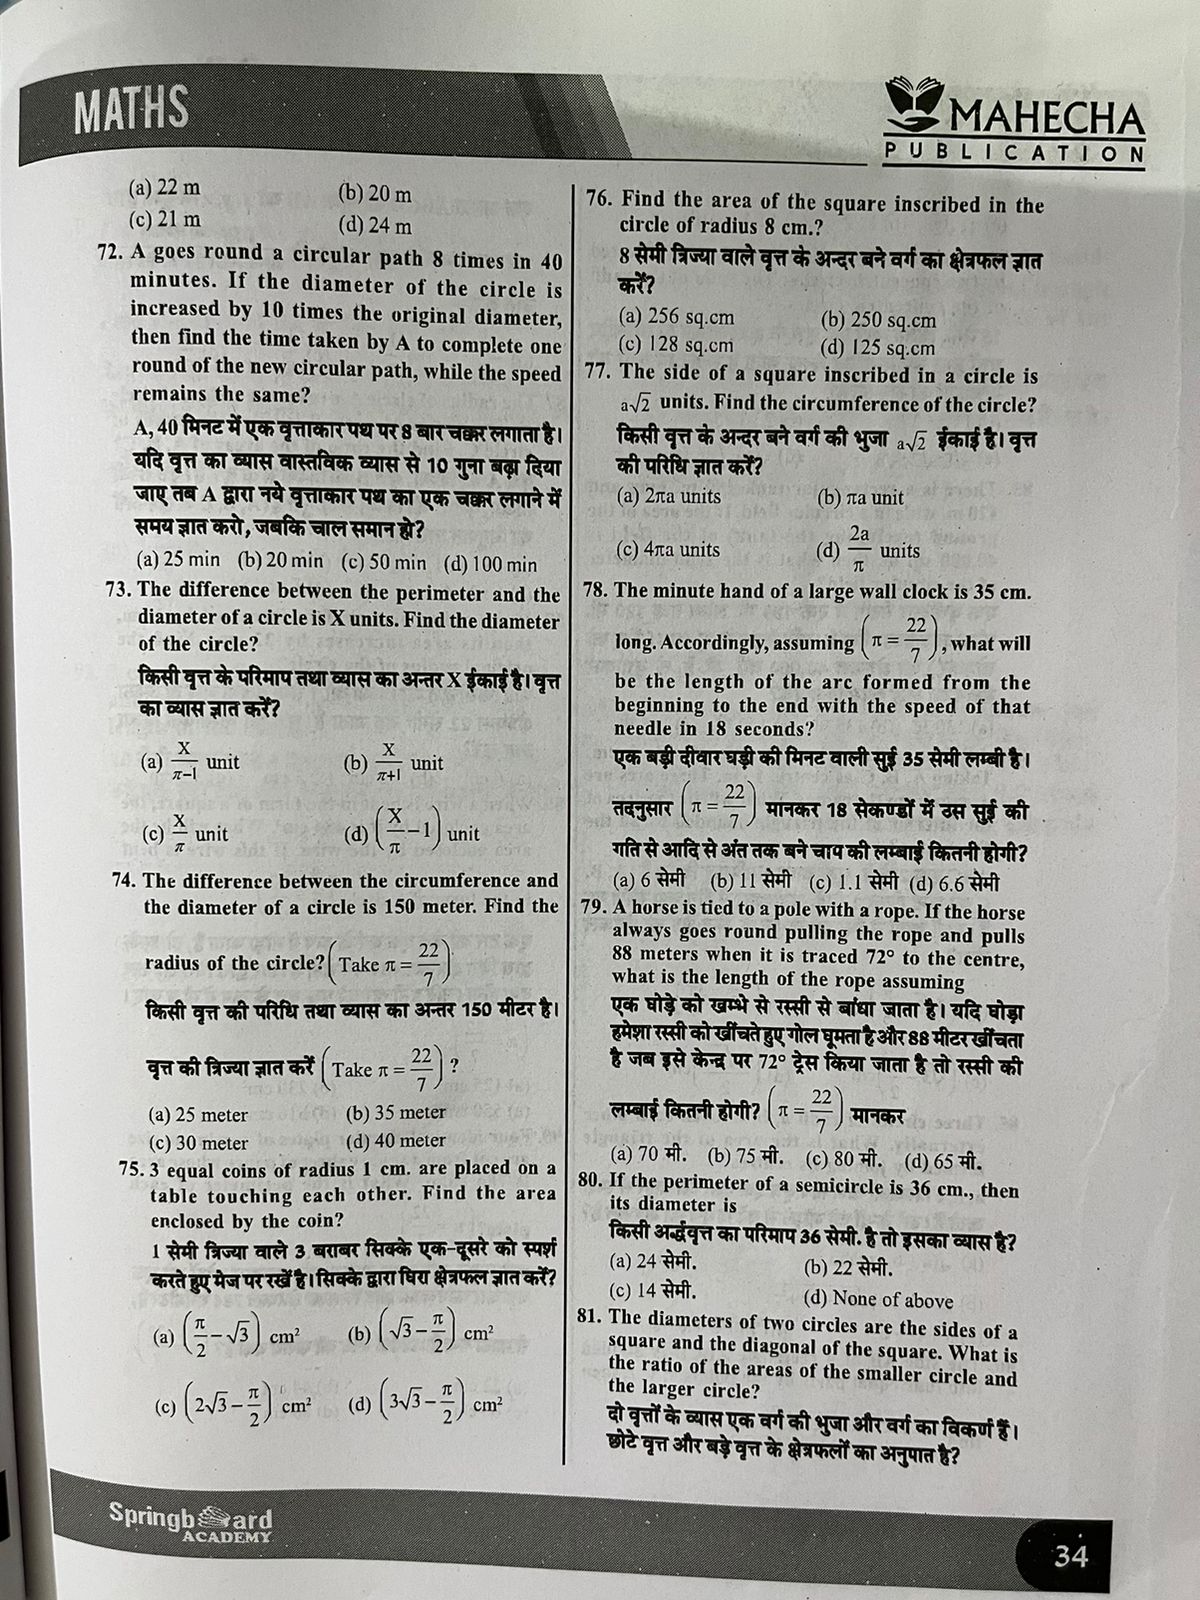 MATHS
MAHECHA
PUBLICATION
(a) 22 m (b) 20 m
(c) 21 m (d) 24 m
72. A goes round a circular path 8 times in 40
minutes. If the diameter of the circle is
increased by 10 times the original diameter,
then find the time taken by A to complete one
round of the new circular path, while the speed
remains the same?
A, 40 मिनट में एक वृत्ताकार पथ पर 8 बार चक्कर लगाता है।
यदि वृत्त का व्यास वास्तविक व्यास से 10 गुना बढ़ा दिया
जाए तब A द्वारा नये वृत्ताकार पथ का एक चक्कर लगाने में
समय ज्ञात करो, जबकि चाल समान हो?
(a) 25 min (b) 20 min (c) 50 min (d) 100 min
73. The difference between the perimeter and the
diameter of a circle is X units. Find the diameter
of the circle?
किसी वृत्त के परिमाप तथा व्यास का अन्तर X ईकाई है। वृत्त
का व्यास ज्ञात करें?
(a) X/(π−1) unit (b) X/(π+1) unit
(c) X/π unit (d) (X/π −1) unit
74. The difference between the circumference and
the diameter of a circle is 150 meter. Find the
radius of the circle? (Take π = 22/7)
किसी वृत्त की परिधि तथा व्यास का अन्तर 150 मीटर है।
वृत्त की त्रिज्या ज्ञात करें (Take π = 22/7) ?
(a) 25 meter (b) 35 meter
(c) 30 meter (d) 40 meter
75. 3 equal coins of radius 1 cm. are placed on a
table touching each other. Find the area
enclosed by the coin?
1 सेमी त्रिज्या वाले 3 बराबर सिक्के एक-दूसरे को स्पर्श
करते हुए मेज पर रखें है। सिक्के द्वारा घिरा क्षेत्रफल ज्ञात करें?
(a) (π/2 − √3) cm² (b) (√3 − π/2) cm²
(c) (2√3 − π/2) cm² (d) (3√3 − π/2) cm²
76. Find the area of the square inscribed in the
circle of radius 8 cm.?
8 सेमी त्रिज्या वाले वृत्त के अन्दर बने वर्ग का क्षेत्रफल ज्ञात
करें?
(a) 256 sq.cm (b) 250 sq.cm
(c) 128 sq.cm (d) 125 sq.cm
77. The side of a square inscribed in a circle is
a√2 units. Find the circumference of the circle?
किसी वृत्त के अन्दर बने वर्ग की भुजा a√2 ईकाई है। वृत्त
की परिधि ज्ञात करें?
(a) 2πa units (b) πa unit
(c) 4πa units (d) 2a/π units
78. The minute hand of a large wall clock is 35 cm.
long. Accordingly, assuming (π = 22/7), what will
be the length of the arc formed from the
beginning to the end with the speed of that
needle in 18 seconds?
एक बड़ी दीवार घड़ी की मिनट वाली सुई 35 सेमी लम्बी है।
तदनुसार (π = 22/7) मानकर 18 सेकण्डों में उस सुई की
गति से आदि से अंत तक बने चाप की लम्बाई कितनी होगी?
(a) 6 सेमी (b) 11 सेमी (c) 1.1 सेमी (d) 6.6 सेमी
79. A horse is tied to a pole with a rope. If the horse
always goes round pulling the rope and pulls
88 meters when it is traced 72° to the centre,
what is the length of the rope assuming
एक घोड़े को खम्भे से रस्सी से बांधा जाता है। यदि घोड़ा
हमेशा रस्सी को खींचते हुए गोल घूमता है और 88 मीटर खींचता
है जब इसे केन्द्र पर 72° ट्रेस किया जाता है तो रस्सी की
लम्बाई कितनी होगी? (π = 22/7) मानकर
(a) 70 मी. (b) 75 मी. (c) 80 मी. (d) 65 मी.
80. If the perimeter of a semicircle is 36 cm., then
its diameter is
किसी अर्द्धवृत्त का परिमाप 36 सेमी. है तो इसका व्यास है?
(a) 24 सेमी. (b) 22 सेमी.
(c) 14 सेमी. (d) None of above
81. The diameters of two circles are the sides of a
square and the diagonal of the square. What is
the ratio of the areas of the smaller circle and
the larger circle?
दो वृत्तों के व्यास एक वर्ग की भुजा और वर्ग का विकर्ण हैं।
छोटे वृत्त और बड़े वृत्त के क्षेत्रफलों का अनुपात है?
Springboard
ACADEMY
34